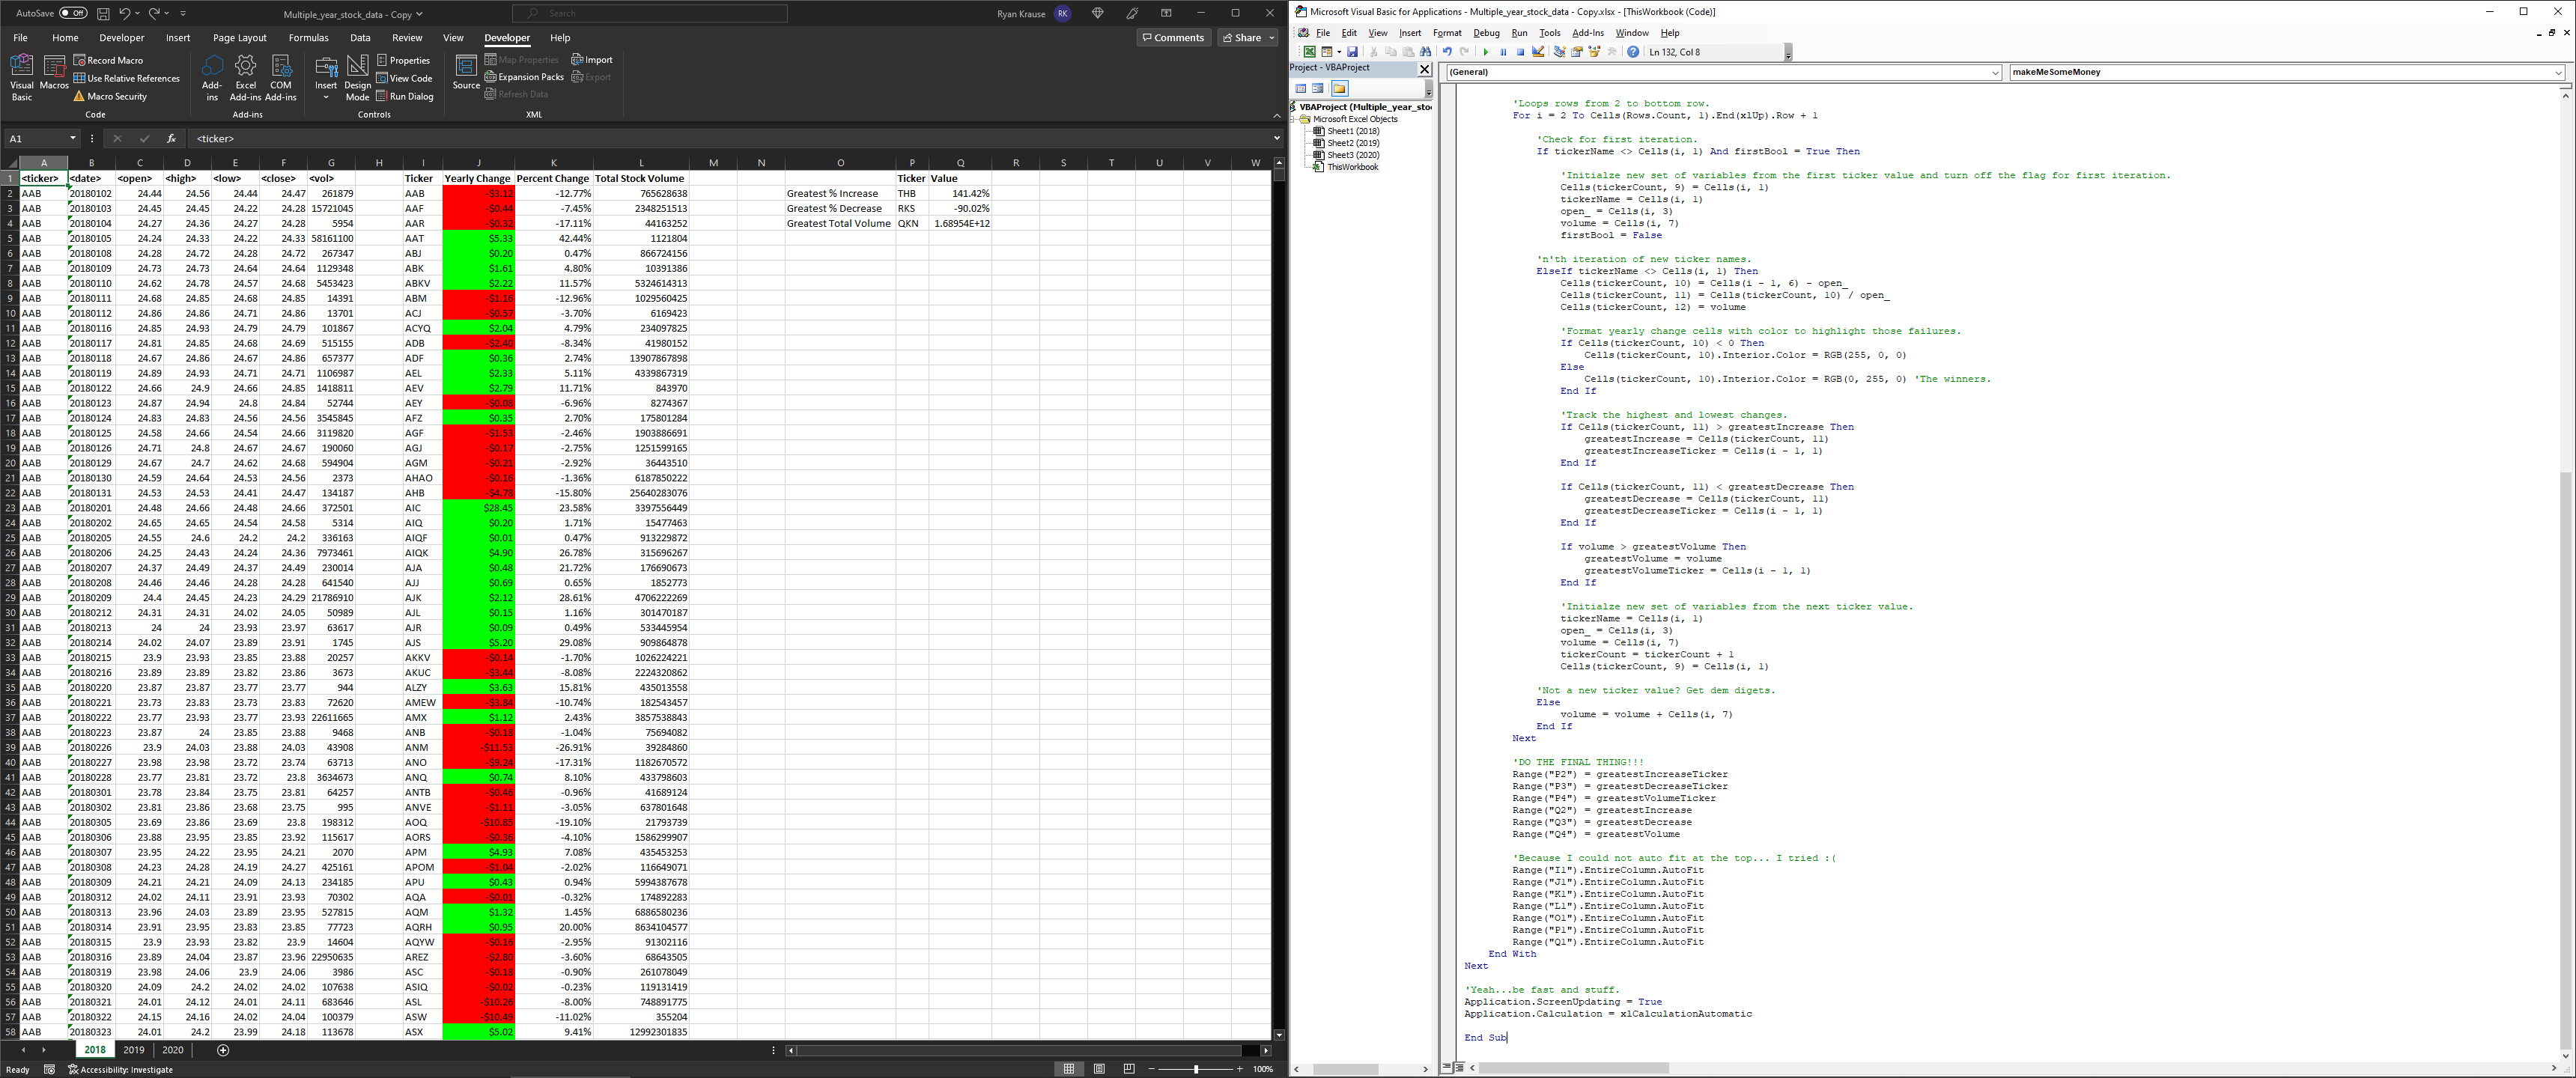 AutoSave Off Multiple_year_stock_data - Copy Search Ryan Krause RK
File Home Developer Insert Page Layout Formulas Data Review View Developer Help Comments Share
Visual Basic Macros Record Macro Use Relative References Macro Security Code
Add-ins Excel Add-ins COM Add-ins Add-ins
Insert Design Mode Properties View Code Run Dialog Controls
Source Map Properties Expansion Packs Refresh Data Import Export XML
A1 fx <ticker>
A B C D E F G H I J K L M N O P Q R S T U V W
1 <ticker> <date> <open> <high> <low> <close> <vol> Ticker Yearly Change Percent Change Total Stock Volume Ticker Value
2 AAB 20180102 24.44 24.56 24.44 24.47 261879 AAB -$3.12 -12.77% 765628638 Greatest % Increase THB 141.42%
3 AAB 20180103 24.45 24.45 24.22 24.28 15721045 AAF -$0.44 -7.45% 2348251513 Greatest % Decrease RKS -90.02%
4 AAB 20180104 24.27 24.36 24.27 24.28 5954 AAR -$0.32 -17.11% 44163252 Greatest Total Volume QKN 1.68954E+12
5 AAB 20180105 24.24 24.33 24.22 24.33 58161100 AAT $5.33 42.44% 1121804
6 AAB 20180108 24.28 24.72 24.28 24.72 267347 ABJ $0.20 0.47% 866724156
7 AAB 20180109 24.73 24.73 24.64 24.64 1129348 ABK $1.61 4.80% 10391386
8 AAB 20180110 24.62 24.78 24.57 24.68 5453423 ABKV $2.22 11.57% 5324614313
9 AAB 20180111 24.68 24.85 24.68 24.85 14391 ABM -$1.16 -12.96% 1029560425
10 AAB 20180112 24.86 24.86 24.71 24.86 13701 ACJ -$0.57 -3.70% 6169423
11 AAB 20180116 24.85 24.93 24.79 24.79 101867 ACYQ $2.04 4.79% 234097825
12 AAB 20180117 24.81 24.85 24.68 24.69 515155 ADB -$2.40 -8.34% 41980152
13 AAB 20180118 24.67 24.86 24.67 24.86 657377 ADF $0.36 2.74% 13907867898
14 AAB 20180119 24.89 24.93 24.71 24.71 1106987 AEL $2.33 5.11% 4339867319
15 AAB 20180122 24.66 24.9 24.66 24.85 1418811 AEV $2.79 11.71% 843970
16 AAB 20180123 24.87 24.94 24.8 24.84 52744 AEY -$0.08 -6.96% 8274367
17 AAB 20180124 24.83 24.83 24.56 24.56 3545845 AFZ $0.35 2.70% 175801284
18 AAB 20180125 24.58 24.66 24.54 24.66 3119820 AGF -$1.53 -2.46% 1903886691
19 AAB 20180126 24.71 24.8 24.67 24.67 190060 AGJ -$0.17 -2.75% 1251599165
20 AAB 20180129 24.67 24.7 24.62 24.68 594904 AGM -$0.21 -2.92% 36443510
21 AAB 20180130 24.59 24.64 24.53 24.56 2373 AHAO -$0.16 -1.36% 6187850222
22 AAB 20180131 24.53 24.53 24.41 24.47 134187 AHB -$4.78 -15.80% 25640283076
23 AAB 20180201 24.48 24.66 24.48 24.66 372501 AIC $28.45 23.58% 3397556449
24 AAB 20180202 24.65 24.65 24.54 24.58 5314 AIQ $0.20 1.71% 15477463
25 AAB 20180205 24.55 24.6 24.2 24.2 336163 AIQF $0.01 0.47% 913229872
26 AAB 20180206 24.25 24.43 24.24 24.36 7973461 AIQK $4.90 26.78% 315696267
27 AAB 20180207 24.37 24.49 24.37 24.49 230014 AJA $0.48 21.72% 176690673
28 AAB 20180208 24.46 24.46 24.28 24.28 641540 AJJ $0.69 0.65% 1852773
29 AAB 20180209 24.4 24.45 24.23 24.29 21786910 AJK $2.12 28.61% 4706222269
30 AAB 20180212 24.31 24.31 24.02 24.05 50989 AJL $0.15 1.16% 301470187
31 AAB 20180213 24 24 23.93 23.97 63617 AJR $0.09 0.49% 533445954
32 AAB 20180214 24.02 24.07 23.89 23.91 1745 AJS $5.20 29.08% 909864878
33 AAB 20180215 23.9 23.93 23.85 23.88 20257 AKKV -$0.14 -1.70% 1026224221
34 AAB 20180216 23.89 23.89 23.82 23.86 3673 AKUC -$3.44 -8.08% 2224320862
35 AAB 20180220 23.87 23.87 23.77 23.77 944 ALZY $3.63 15.81% 435013558
36 AAB 20180221 23.73 23.83 23.73 23.83 72620 AMEW -$3.84 -10.74% 182543457
37 AAB 20180222 23.77 23.93 23.77 23.93 22611665 AMX $1.12 2.43% 3857538843
38 AAB 20180223 23.87 24 23.85 23.88 9468 ANB -$0.18 -1.04% 75694082
39 AAB 20180226 23.9 24.03 23.88 24.03 43908 ANM -$11.53 -26.91% 39284860
40 AAB 20180227 23.98 23.98 23.72 23.74 63713 ANO -$9.24 -17.31% 1182670572
41 AAB 20180228 23.77 23.81 23.72 23.8 3634673 ANQ $0.74 8.10% 433798603
42 AAB 20180301 23.78 23.84 23.75 23.81 64257 ANTB -$0.46 -0.96% 41689124
43 AAB 20180302 23.81 23.86 23.68 23.75 995 ANVE -$1.11 -3.05% 637801648
44 AAB 20180305 23.69 23.86 23.69 23.8 198312 AOQ -$10.85 -19.10% 21793739
45 AAB 20180306 23.88 23.95 23.85 23.92 115617 AORS -$0.36 -4.10% 1586299907
46 AAB 20180307 23.95 24.22 23.95 24.21 2070 APM $4.93 7.08% 435453253
47 AAB 20180308 24.23 24.28 24.19 24.27 425161 APOM -$1.04 -2.02% 116649071
48 AAB 20180309 24.21 24.21 24.09 24.13 234185 APU $0.43 0.94% 5994387678
49 AAB 20180312 24.02 24.11 23.91 23.93 70302 AQA -$0.01 -0.32% 174892283
50 AAB 20180313 23.96 24.03 23.89 23.95 527815 AQM $1.32 1.45% 6886580236
51 AAB 20180314 23.91 23.95 23.83 23.85 77723 AQRH $0.95 20.00% 8634104577
52 AAB 20180315 23.9 23.93 23.82 23.9 14604 AQYW -$0.16 -2.95% 91302116
53 AAB 20180316 23.89 24.04 23.87 23.96 22950635 AREZ -$2.80 -3.60% 68643505
54 AAB 20180319 23.98 24.06 23.9 24.06 3986 ASC -$0.18 -0.90% 261078049
55 AAB 20180320 24.09 24.2 24.02 24.02 107638 ASIQ -$0.02 -0.23% 119131419
56 AAB 20180321 24.01 24.12 24.01 24.11 683646 ASL -$10.26 -8.00% 748891775
57 AAB 20180322 24.15 24.16 24.02 24.04 100379 ASW -$10.49 -11.02% 355204
58 AAB 20180323 24.01 24.2 23.99 24.18 113678 ASX $5.02 9.41% 12992301835
2018 2019 2020
Ready Accessibility: Investigate 100%
Microsoft Visual Basic for Applications - Multiple_year_stock_data - Copy.xlsx - [ThisWorkbook (Code)]
File Edit View Insert Format Debug Run Tools Add-Ins Window Help
Ln 132, Col 8
Project - VBAProject
VBAProject (Multiple_year_sto
Microsoft Excel Objects
Sheet1 (2018)
Sheet2 (2019)
Sheet3 (2020)
ThisWorkbook
(General) makeMeSomeMoney
'Loops rows from 2 to bottom row.
For i = 2 To Cells(Rows.Count, 1).End(xlUp).Row + 1
'Check for first iteration.
If tickerName <> Cells(i, 1) And firstBool = True Then
'Initialze new set of variables from the first ticker value and turn off the flag for first iteration.
Cells(tickerCount, 9) = Cells(i, 1)
tickerName = Cells(i, 1)
open_ = Cells(i, 3)
volume = Cells(i, 7)
firstBool = False
'n'th iteration of new ticker names.
ElseIf tickerName <> Cells(i, 1) Then
Cells(tickerCount, 10) = Cells(i - 1, 6) - open_
Cells(tickerCount, 11) = Cells(tickerCount, 10) / open_
Cells(tickerCount, 12) = volume
'Format yearly change cells with color to highlight those failures.
If Cells(tickerCount, 10) < 0 Then
Cells(tickerCount, 10).Interior.Color = RGB(255, 0, 0)
Else
Cells(tickerCount, 10).Interior.Color = RGB(0, 255, 0) 'The winners.
End If
'Track the highest and lowest changes.
If Cells(tickerCount, 11) > greatestIncrease Then
greatestIncrease = Cells(tickerCount, 11)
greatestIncreaseTicker = Cells(i - 1, 1)
End If
If Cells(tickerCount, 11) < greatestDecrease Then
greatestDecrease = Cells(tickerCount, 11)
greatestDecreaseTicker = Cells(i - 1, 1)
End If
If volume > greatestVolume Then
greatestVolume = volume
greatestVolumeTicker = Cells(i - 1, 1)
End If
'Initialze new set of variables from the next ticker value.
tickerName = Cells(i, 1)
open_ = Cells(i, 3)
volume = Cells(i, 7)
tickerCount = tickerCount + 1
Cells(tickerCount, 9) = Cells(i, 1)
'Not a new ticker value? Get dem digets.
Else
volume = volume + Cells(i, 7)
End If
Next
'DO THE FINAL THING!!!
Range("P2") = greatestIncreaseTicker
Range("P3") = greatestDecreaseTicker
Range("P4") = greatestVolumeTicker
Range("Q2") = greatestIncrease
Range("Q3") = greatestDecrease
Range("Q4") = greatestVolume
'Because I could not auto fit at the top... I tried :(
Range("I1").EntireColumn.AutoFit
Range("J1").EntireColumn.AutoFit
Range("K1").EntireColumn.AutoFit
Range("L1").EntireColumn.AutoFit
Range("O1").EntireColumn.AutoFit
Range("P1").EntireColumn.AutoFit
Range("Q1").EntireColumn.AutoFit
End With
Next
'Yeah...be fast and stuff.
Application.ScreenUpdating = True
Application.Calculation = xlCalculationAutomatic
End Sub